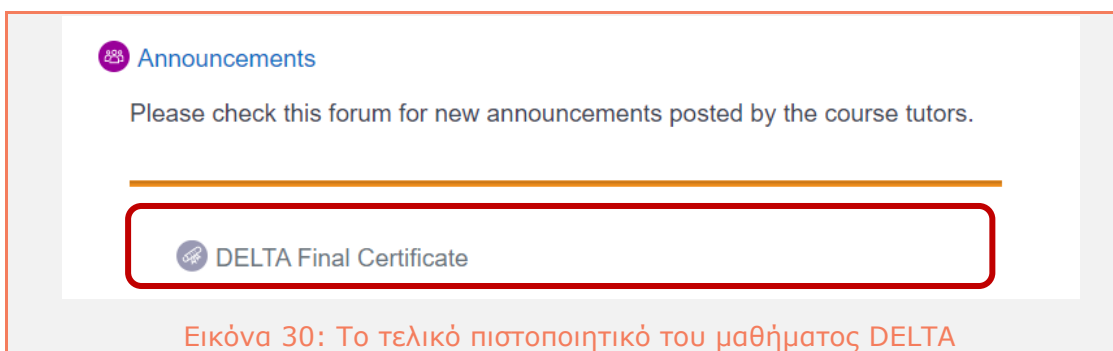 Announcements
Please check this forum for new announcements posted by the course tutors.
DELTA Final Certificate
Εικόνα 30: Το τελικό πιστοποιητικό του μαθήματος DELTA